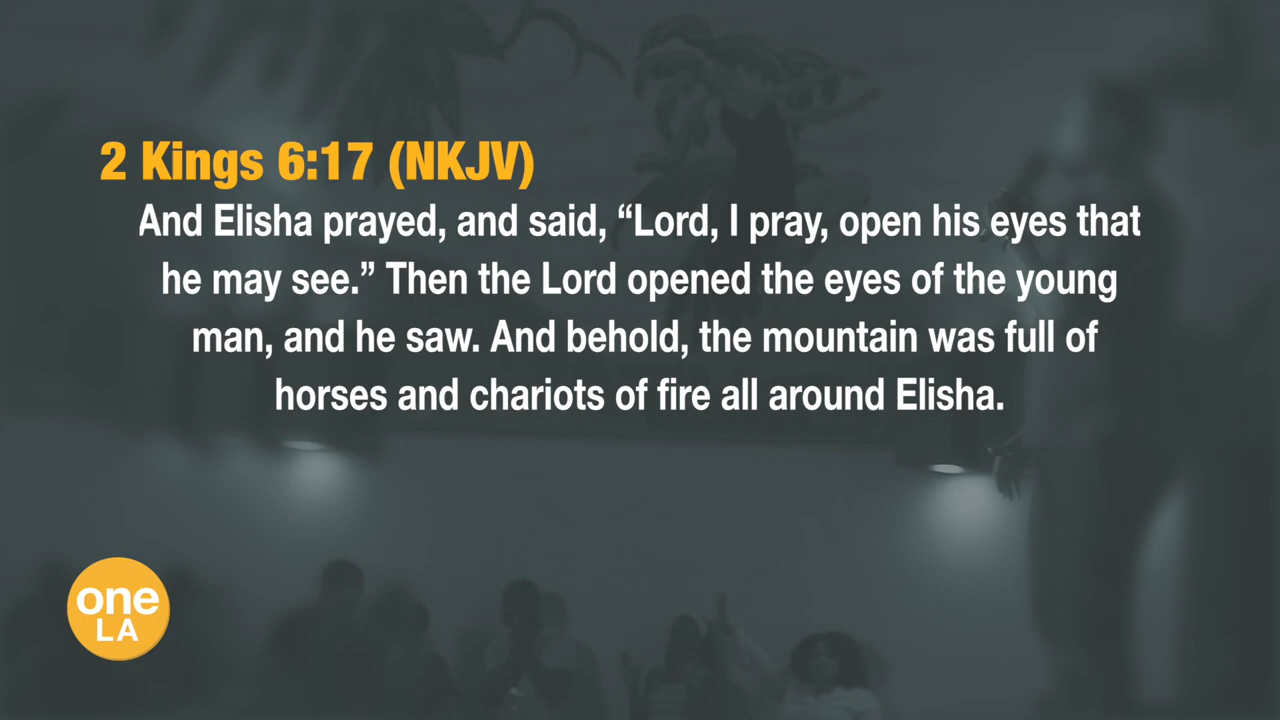 2 Kings 6:17 (NKJV)
And Elisha prayed, and said, “Lord, I pray, open his eyes that
he may see.” Then the Lord opened the eyes of the young
man, and he saw. And behold, the mountain was full of
horses and chariots of fire all around Elisha.
one
LA